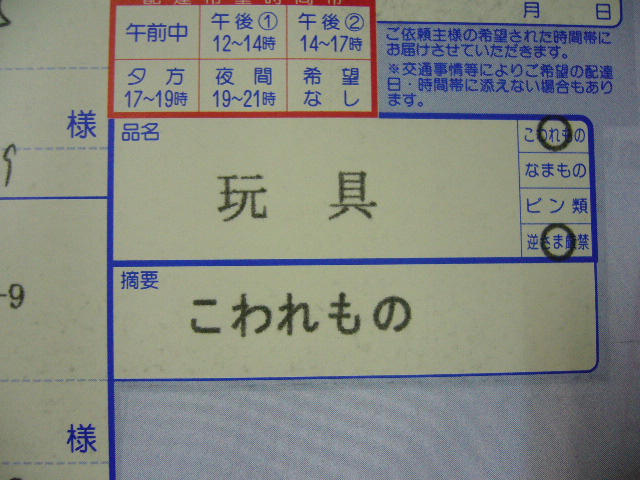 配達希望時間帯
午前中
午後①
12~14時
午後②
14~17時
夕方
17~19時
夜間
19~21時
希望
なし
月 日
ご依頼主様の希望された時間帯に
お届けさせていただきます。
※交通事情等によりご希望の配達
日・時間帯に添えない場合もあり
ます。
様
品名
玩 具
こわれもの
なまもの
ビン類
逆さま厳禁
-9
摘要
こわれもの
様